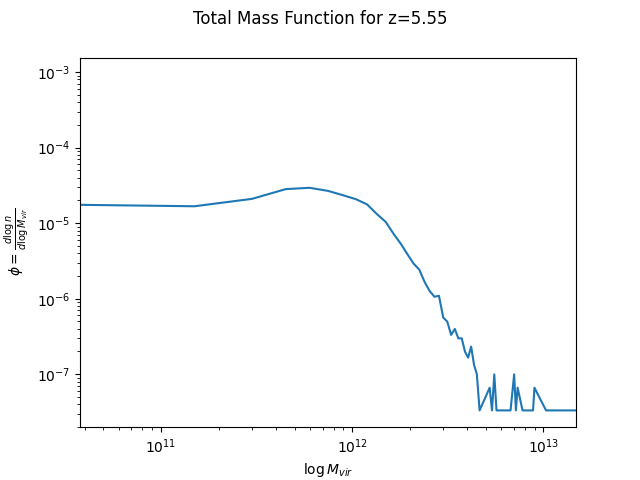 Total Mass Function for z=5.55
10⁻³
10⁻⁴
10⁻⁵
10⁻⁶
10⁻⁷
ϕ = d log n / d log M_vir
10¹¹ 10¹² 10¹³
log M_vir